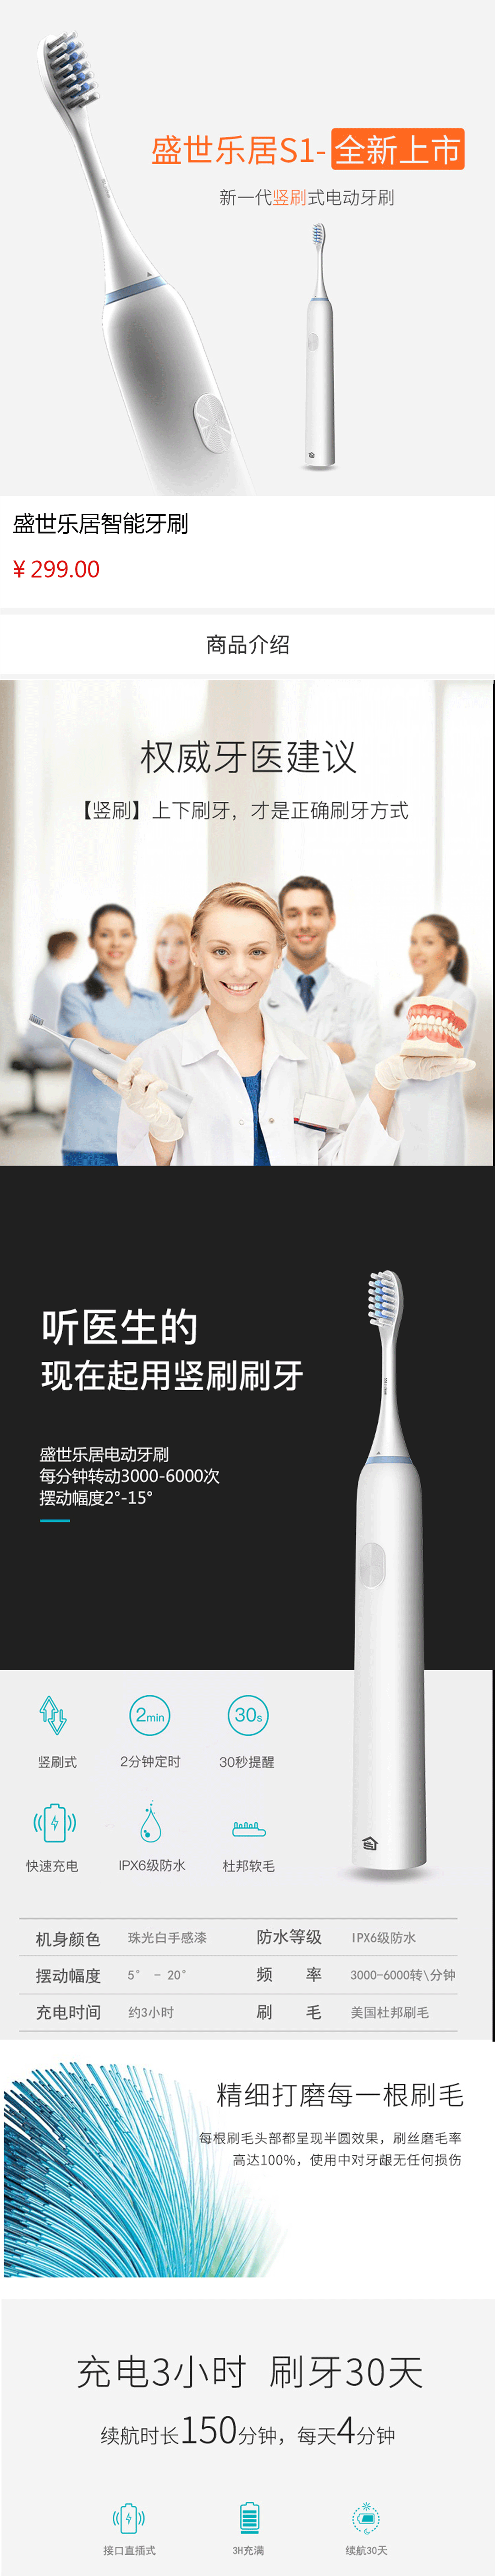 盛世乐居S1-全新上市
新一代竖刷式电动牙刷
盛世乐居智能牙刷
¥ 299.00
商品介绍
权威牙医建议
【竖刷】上下刷牙，才是正确刷牙方式
听医生的
现在起用竖刷刷牙
盛世乐居电动牙刷
每分钟转动3000-6000次
摆动幅度2°-15°
2min
30s
竖刷式
2分钟定时
30秒提醒
快速充电
IPX6级防水
杜邦软毛
机身颜色 珠光白手感漆 防水等级 IPX6级防水
摆动幅度 5° - 20° 频 率 3000-6000转\分钟
充电时间 约3小时 刷 毛 美国杜邦刷毛
精细打磨每一根刷毛
每根刷毛头部都呈现半圆效果，刷丝磨毛率
高达100%，使用中对牙龈无任何损伤
充电3小时 刷牙30天
续航时长150分钟，每天4分钟
接口直插式
3H充满
续航30天